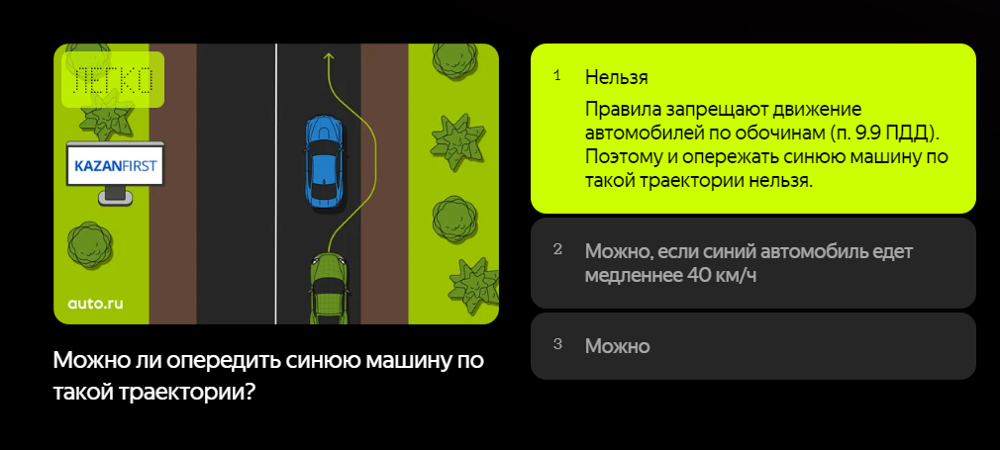 ЛЕГКО
KAZANFIRST
auto.ru
Можно ли опередить синюю машину по
такой траектории?
1 Нельзя
Правила запрещают движение
автомобилей по обочинам (п. 9.9 ПДД).
Поэтому и опережать синюю машину по
такой траектории нельзя.
2 Можно, если синий автомобиль едет
медленнее 40 км/ч
3 Можно